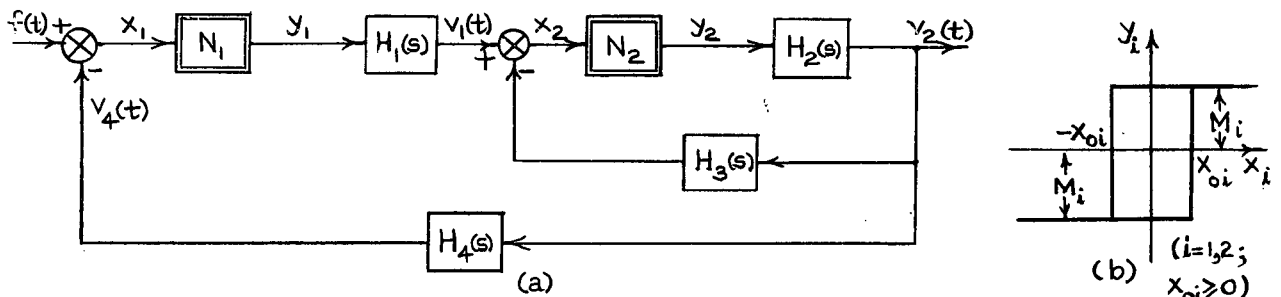 f(t) + x₁ N₁ y₁ H₁(s) v₁(t) + x₂ N₂ y₂ H₂(s) v₂(t)
- -
v₄(t)
H₃(s)
H₄(s)
(a)
yᵢ
Mᵢ
-x₀ᵢ
x₀ᵢ xᵢ
Mᵢ
(b)
(i=1,2;
x₀ᵢ≥0)